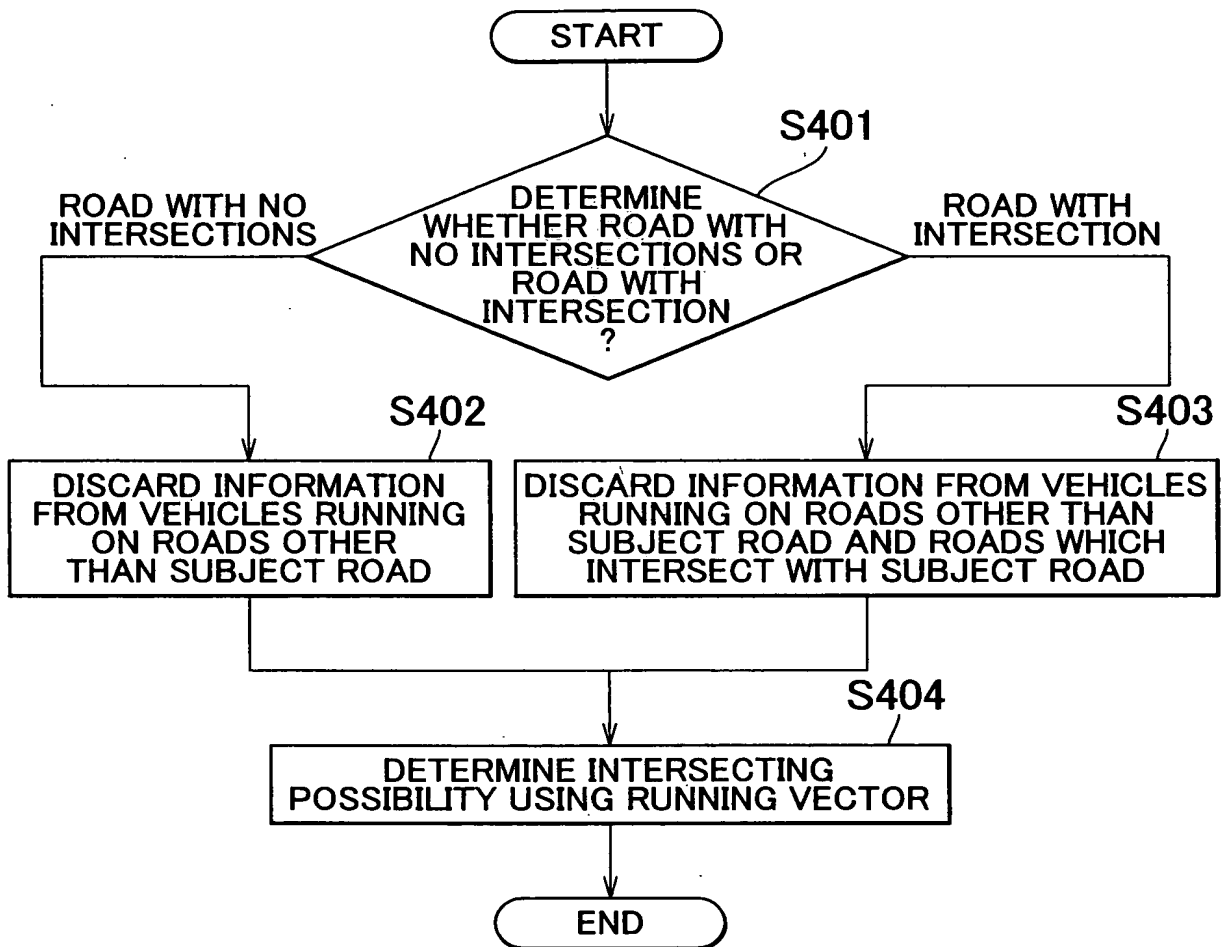 START
S401
DETERMINE
WHETHER ROAD WITH
NO INTERSECTIONS OR
ROAD WITH
INTERSECTION
?
ROAD WITH NO
INTERSECTIONS
ROAD WITH
INTERSECTION
S402
DISCARD INFORMATION
FROM VEHICLES RUNNING
ON ROADS OTHER
THAN SUBJECT ROAD
S403
DISCARD INFORMATION FROM VEHICLES
RUNNING ON ROADS OTHER THAN
SUBJECT ROAD AND ROADS WHICH
INTERSECT WITH SUBJECT ROAD
S404
DETERMINE INTERSECTING
POSSIBILITY USING RUNNING VECTOR
END